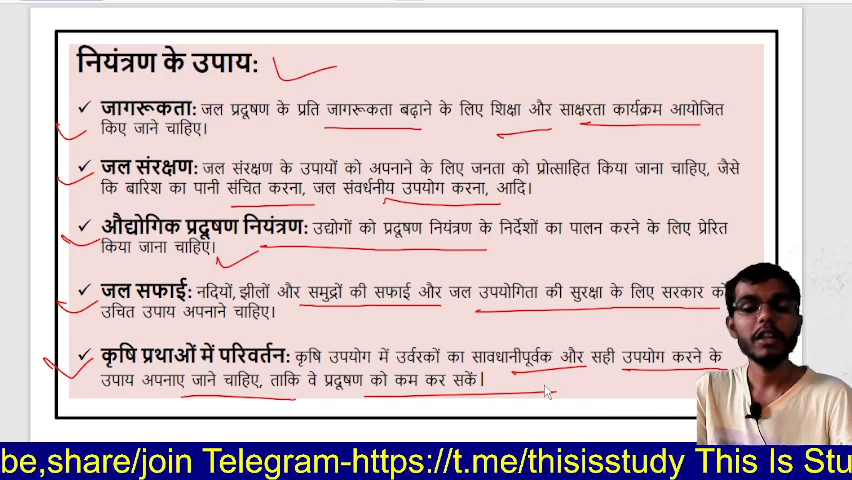 नियंत्रण के उपाय:
✓ जागरूकता: जल प्रदूषण के प्रति जागरूकता बढ़ाने के लिए शिक्षा और साक्षरता कार्यक्रम आयोजित
किए जाने चाहिए।
✓ जल संरक्षण: जल संरक्षण के उपायों को अपनाने के लिए जनता को प्रोत्साहित किया जाना चाहिए, जैसे
कि बारिश का पानी संचित करना, जल संवर्धनीय उपयोग करना, आदि।
✓ औद्योगिक प्रदूषण नियंत्रण: उद्योगों को प्रदूषण नियंत्रण के निर्देशों का पालन करने के लिए प्रेरित
किया जाना चाहिए।
✓ जल सफाई: नदियों, झीलों और समुद्रों की सफाई और जल उपयोगिता की सुरक्षा के लिए सरकार को
उचित उपाय अपनाने चाहिए।
✓ कृषि प्रथाओं में परिवर्तन: कृषि उपयोग में उर्वरकों का सावधानीपूर्वक और सही उपयोग करने के
उपाय अपनाए जाने चाहिए, ताकि वे प्रदूषण को कम कर सकें।
be,share/join Telegram-https://t.me/thisisstudy This Is Stu